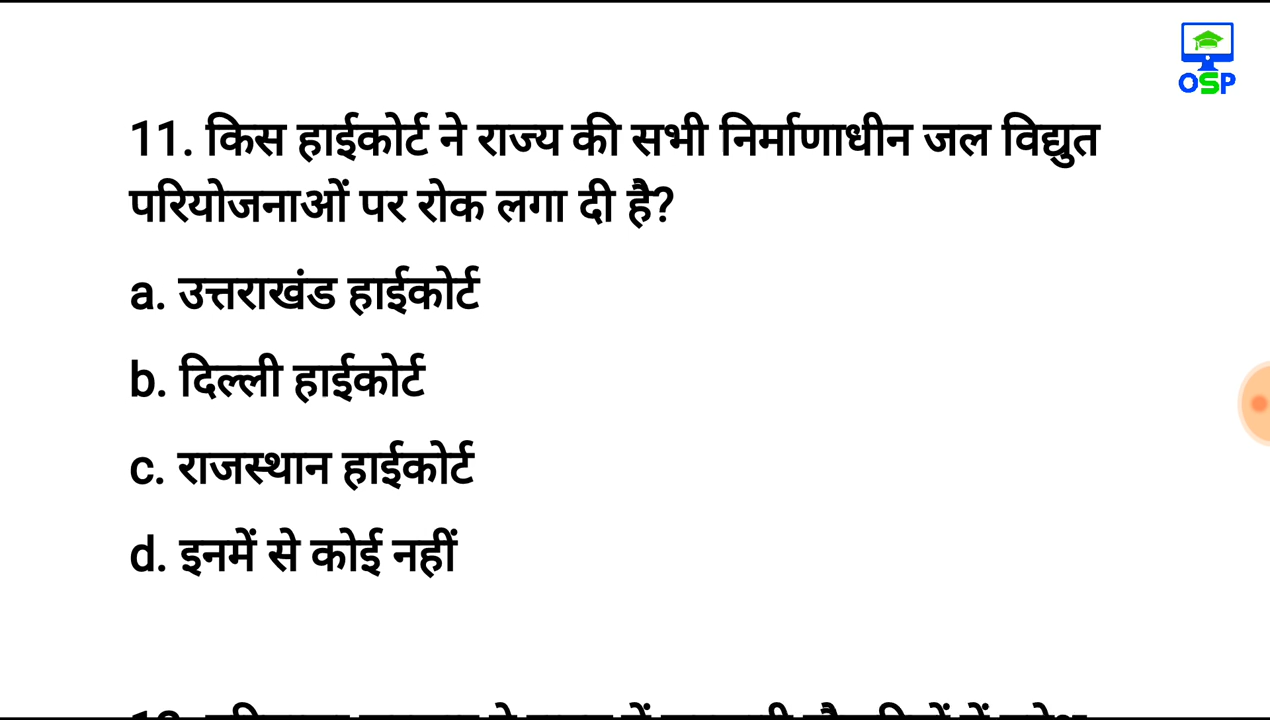 OSP
11. किस हाईकोर्ट ने राज्य की सभी निर्माणाधीन जल विद्युत
परियोजनाओं पर रोक लगा दी है?
a. उत्तराखंड हाईकोर्ट
b. दिल्ली हाईकोर्ट
c. राजस्थान हाईकोर्ट
d. इनमें से कोई नहीं